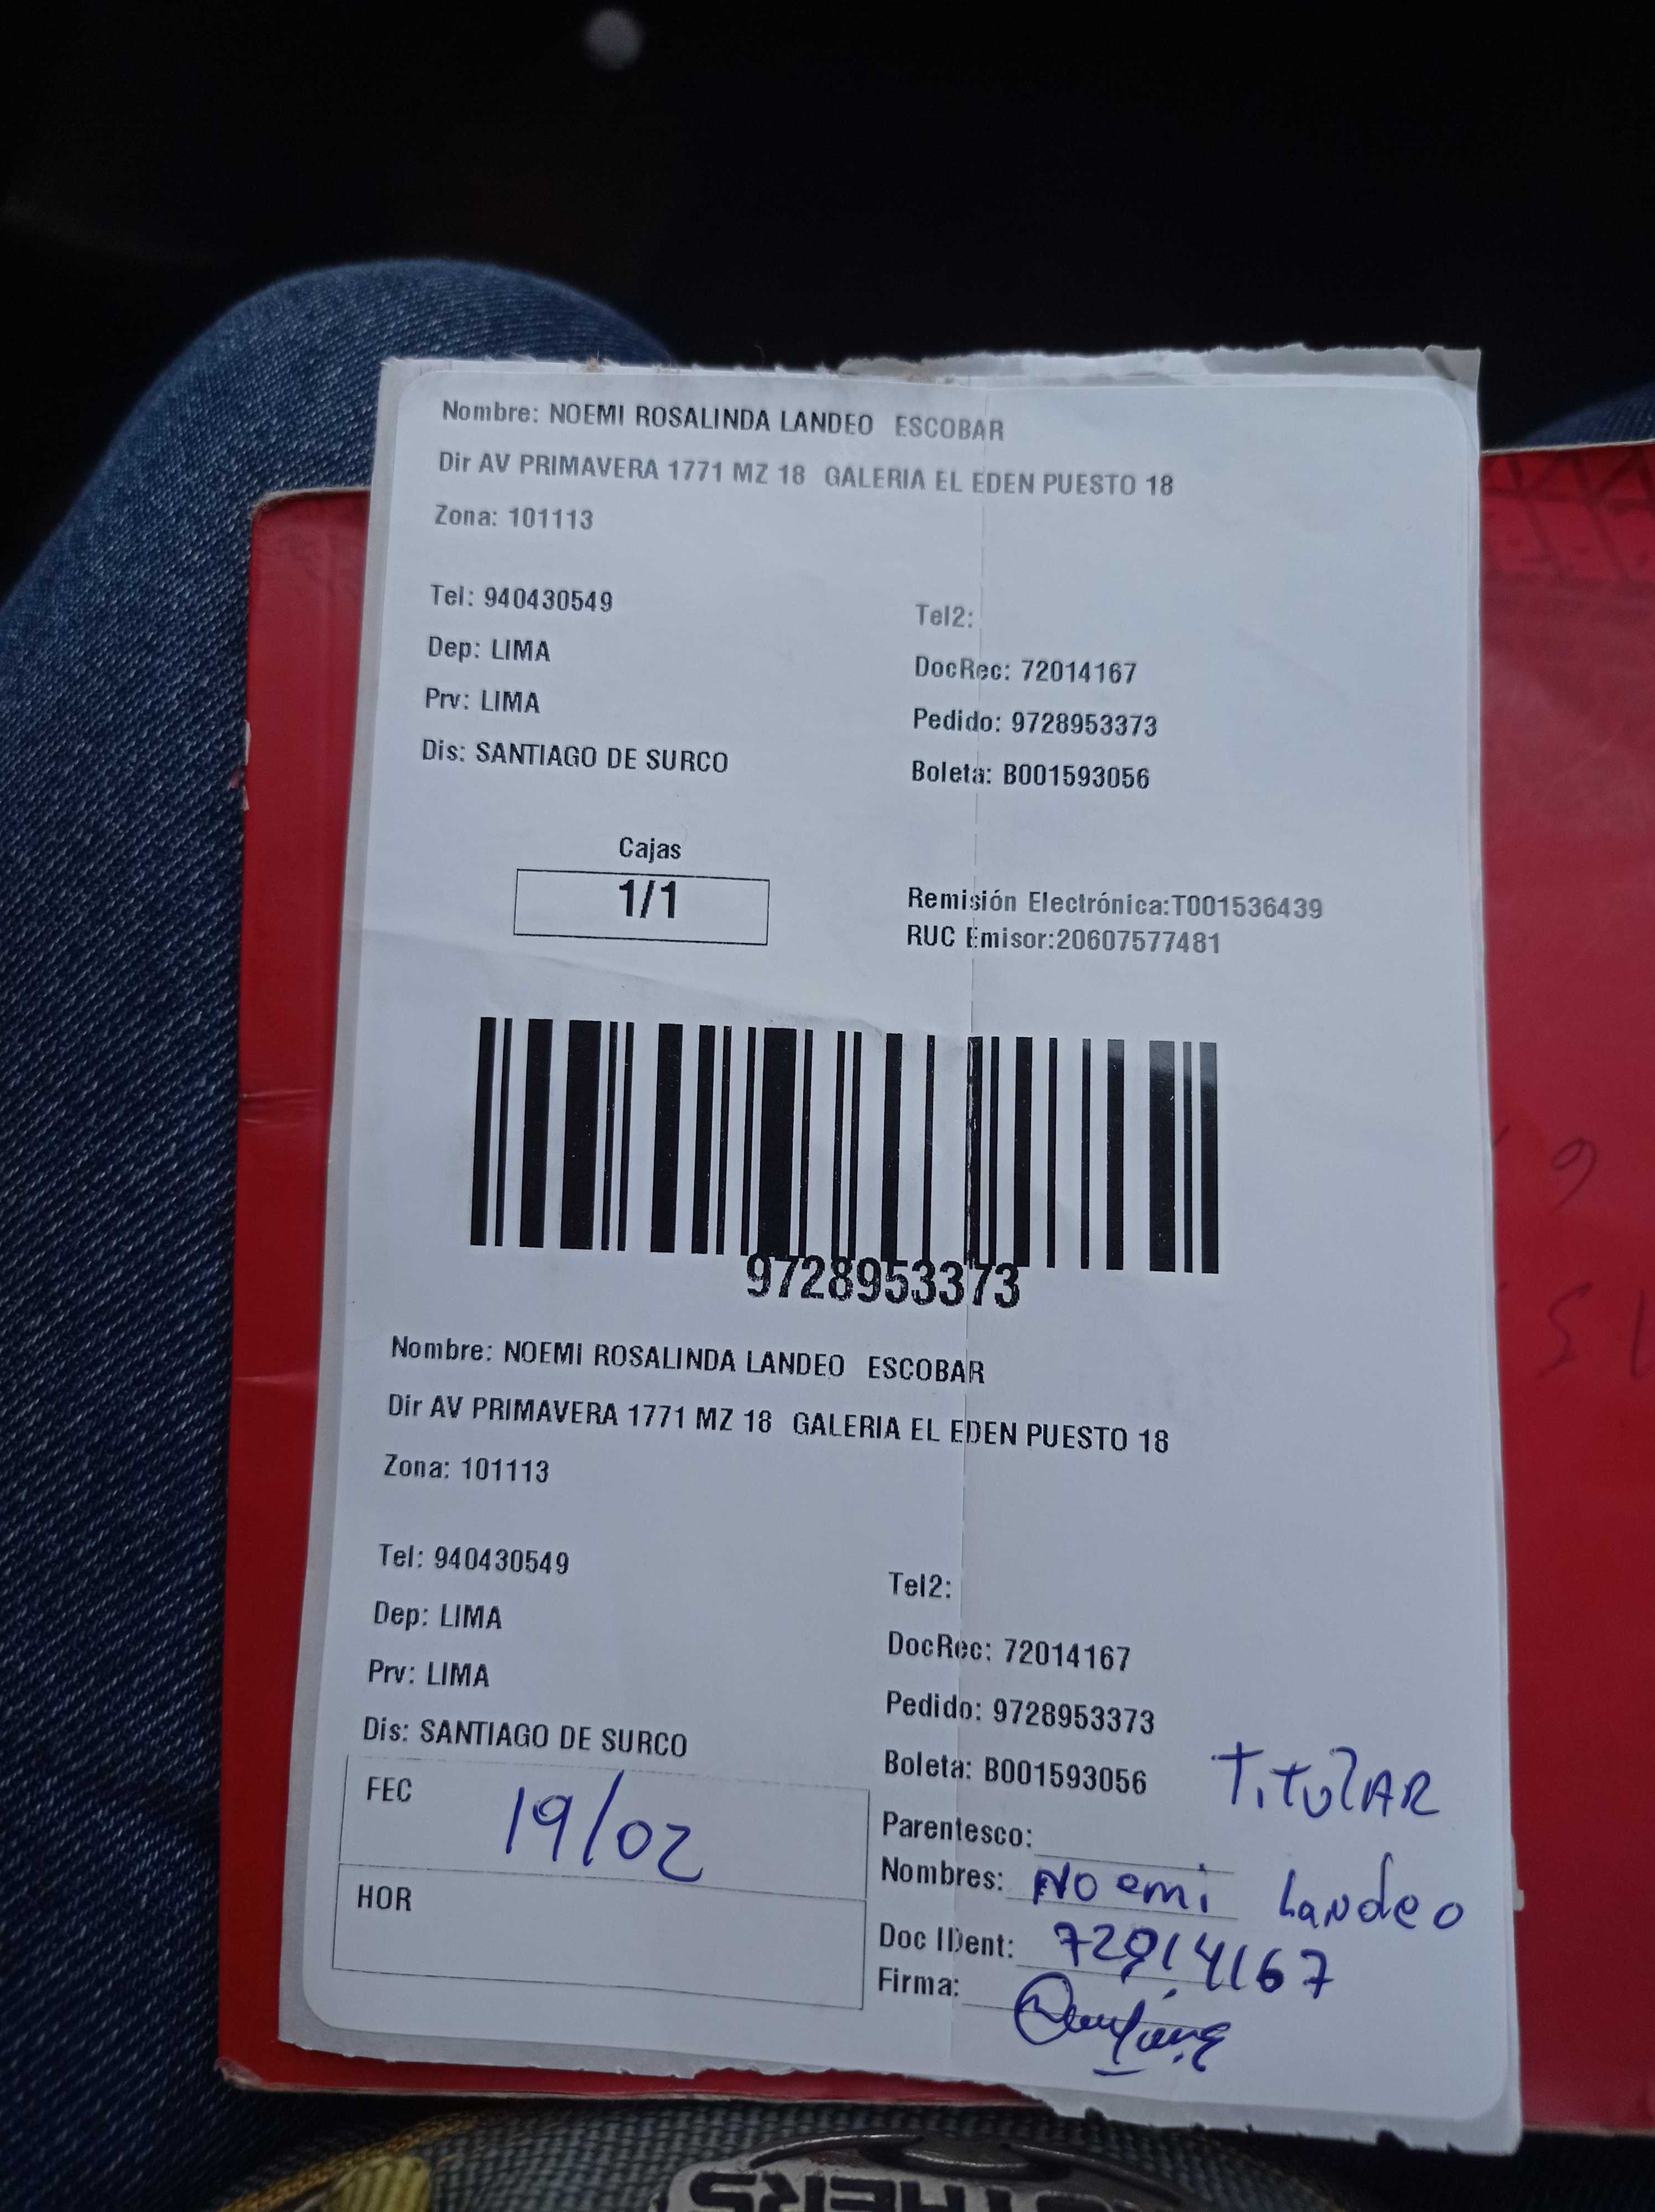 Nombre: NOEMI ROSALINDA LANDEO ESCOBAR
Dir AV PRIMAVERA 1771 MZ 18 GALERIA EL EDEN PUESTO 18
Zona: 101113
Tel: 940430549
Tel2:
Dep: LIMA
DocRec: 72014167
Prv: LIMA
Pedido: 9728953373
Dis: SANTIAGO DE SURCO
Boleta: B001593056
Cajas
1/1
Remisión Electrónica:T001536439
RUC Emisor:20607577481
9728953373
Nombre: NOEMI ROSALINDA LANDEO ESCOBAR
Dir AV PRIMAVERA 1771 MZ 18 GALERIA EL EDEN PUESTO 18
Zona: 101113
Tel: 940430549
Tel2:
Dep: LIMA
DocRec: 72014167
Prv: LIMA
Pedido: 9728953373
Dis: SANTIAGO DE SURCO
Boleta: B001593056
TITULAR
FEC 19/02
Parentesco:
Nombres: Noemi Landeo
HOR
Doc IDent: 72014167
Firma: